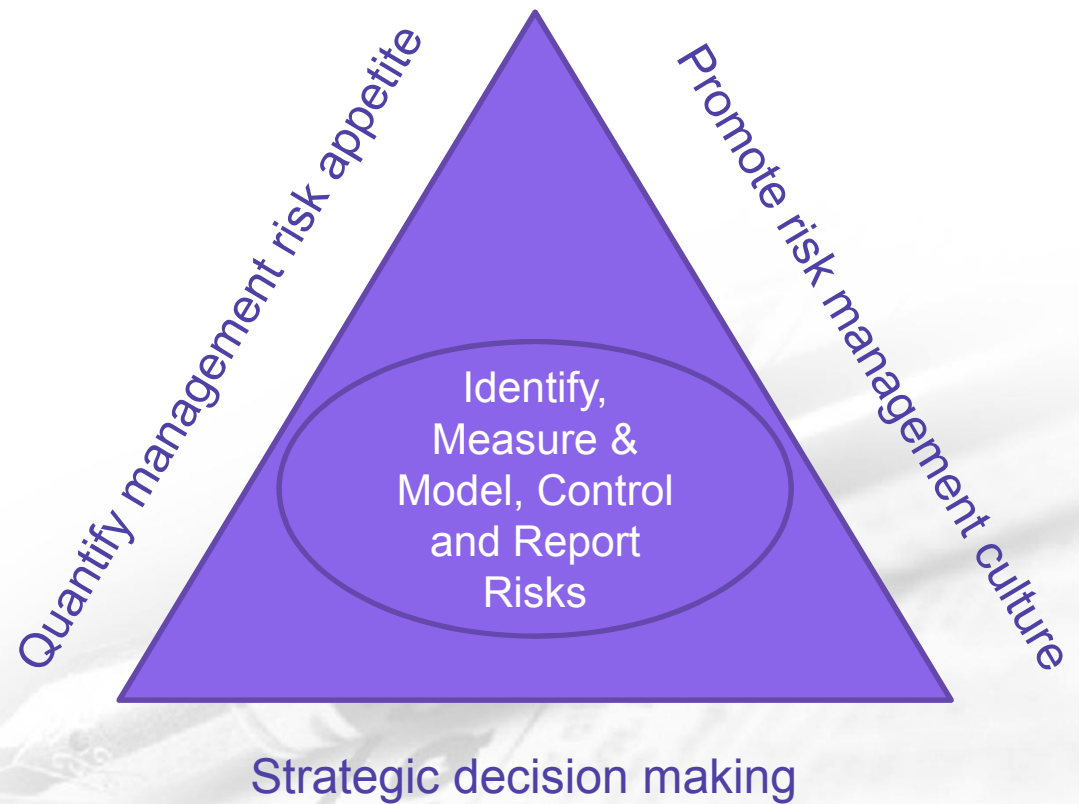 Quantify management risk appetite
Promote risk management culture
Identify,
Measure &
Model, Control
and Report
Risks
Strategic decision making